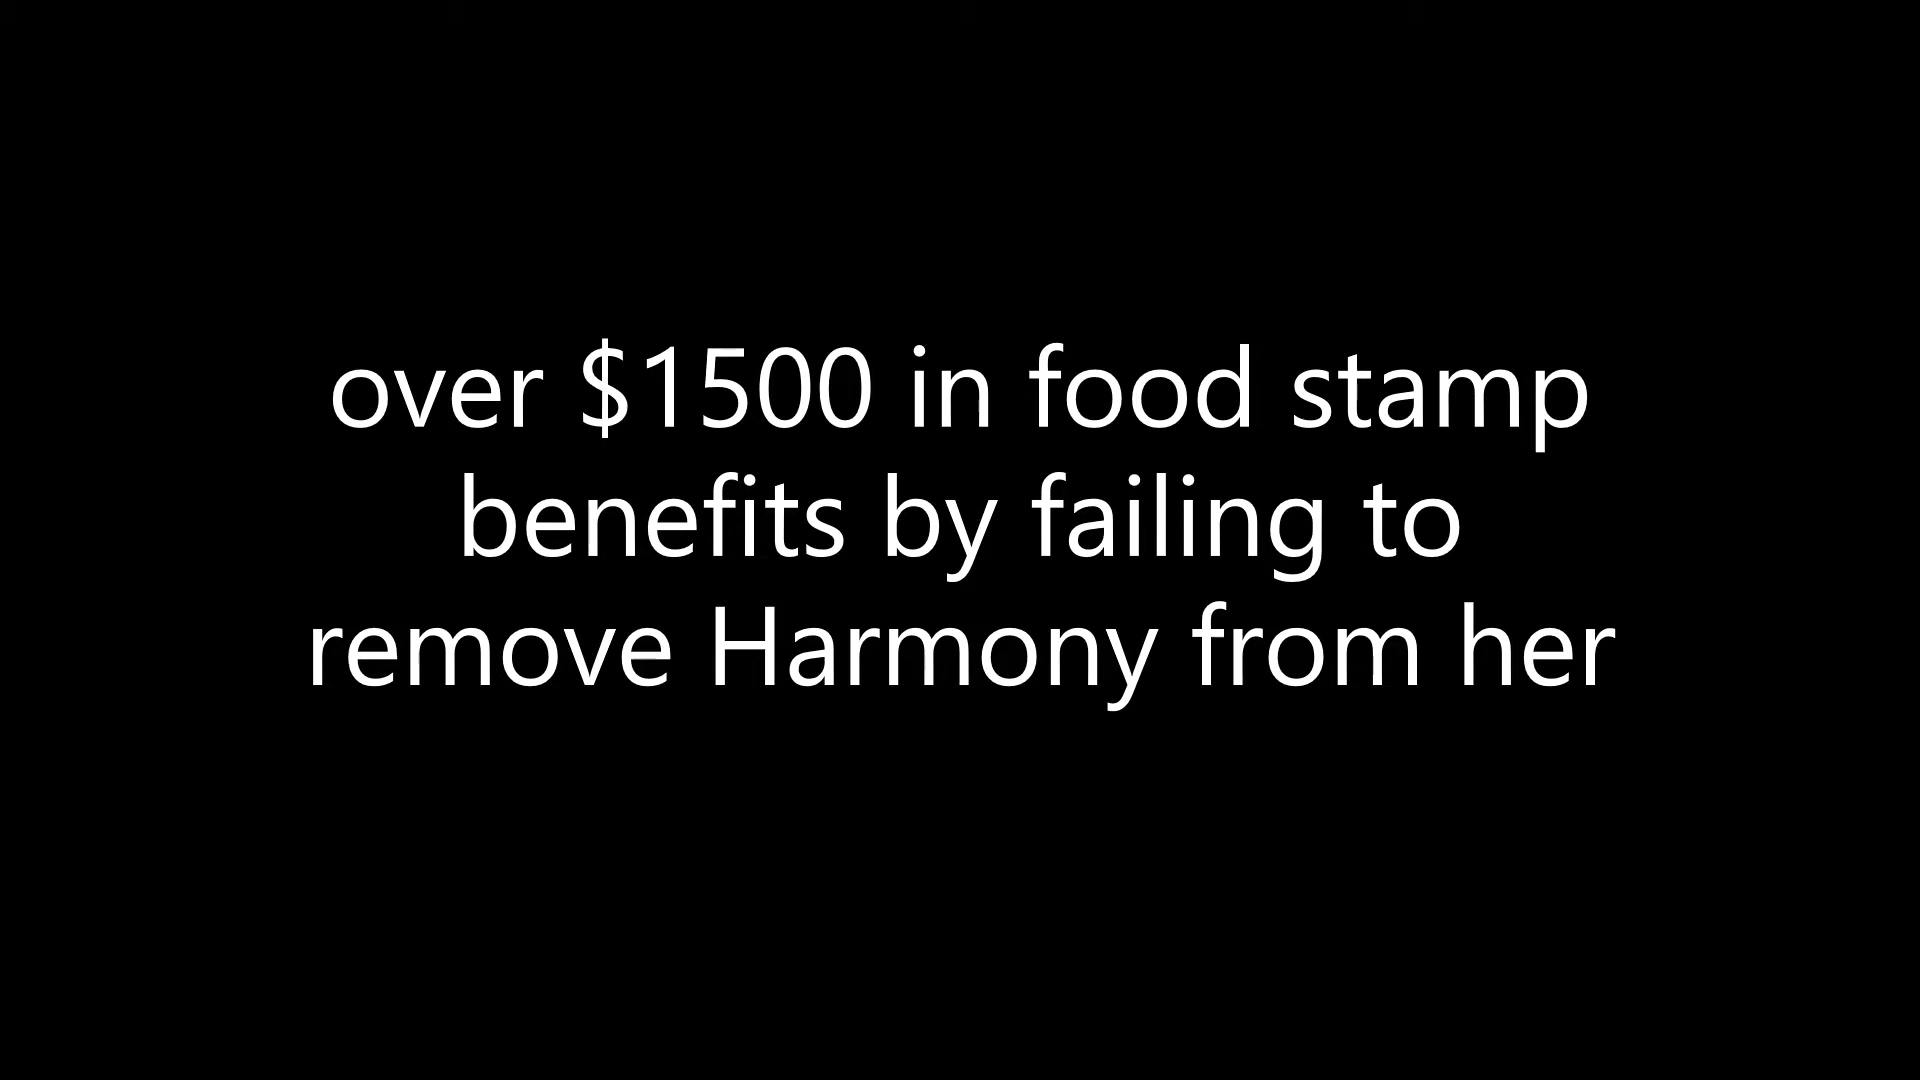 over $1500 in food stamp
benefits by failing to
remove Harmony from her